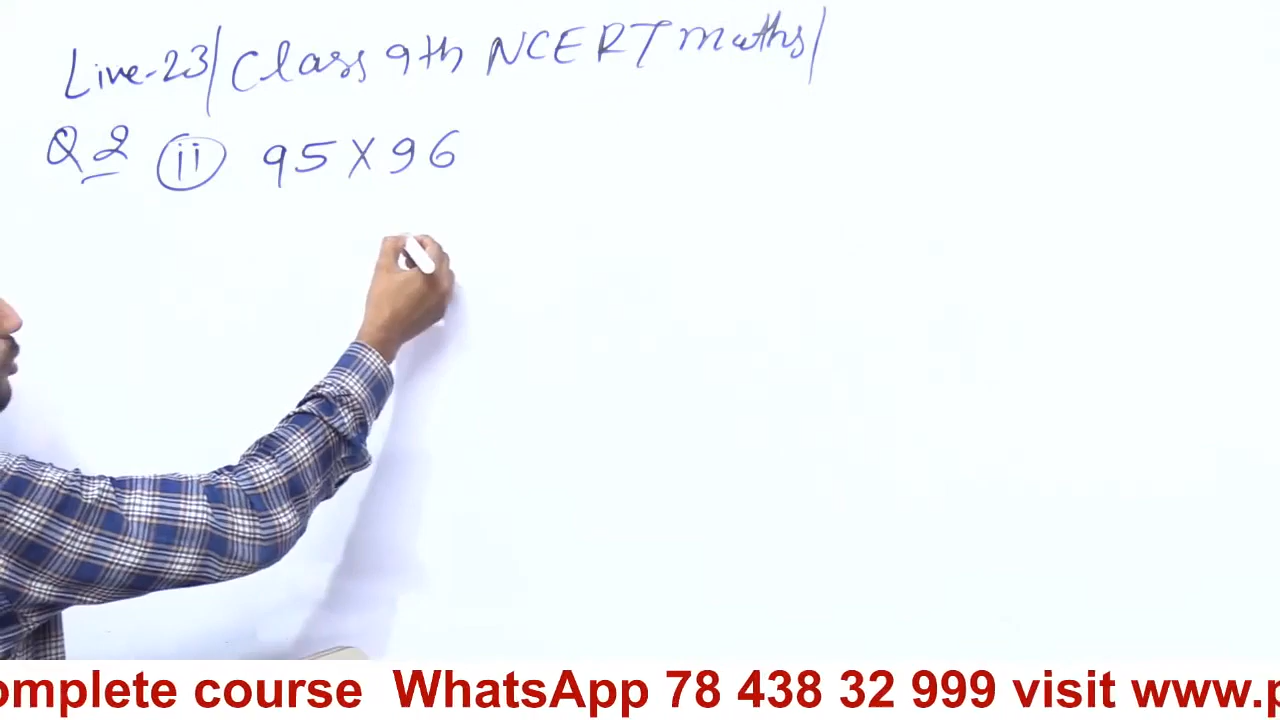 Live-23/Class 9th NCERT maths/
Q2 ii 95 X 96
omplete course WhatsApp 78 438 32 999 visit www.p